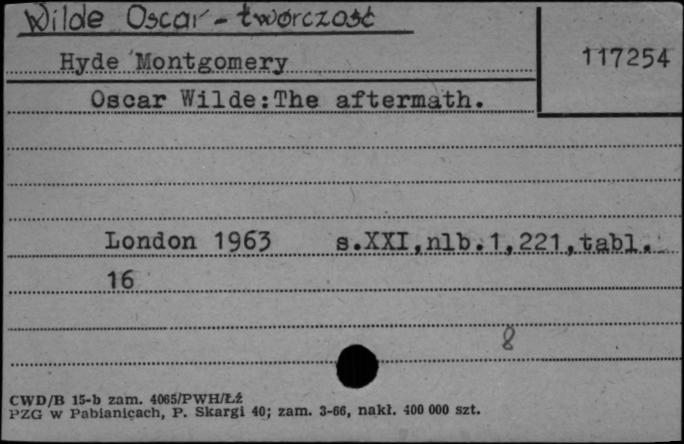 Wilde Oscar - twórczość
Hyde Montgomery
117254
Oscar Wilde:The aftermath.
London 1963 s.XXI,nlb.1,221,tabl.
16
8
CWD/B 15-b zam. 4065/PWH/Łź
PZG w Pabianicach, P. Skargi 40; zam. 3-66, nakł. 400 000 szt.